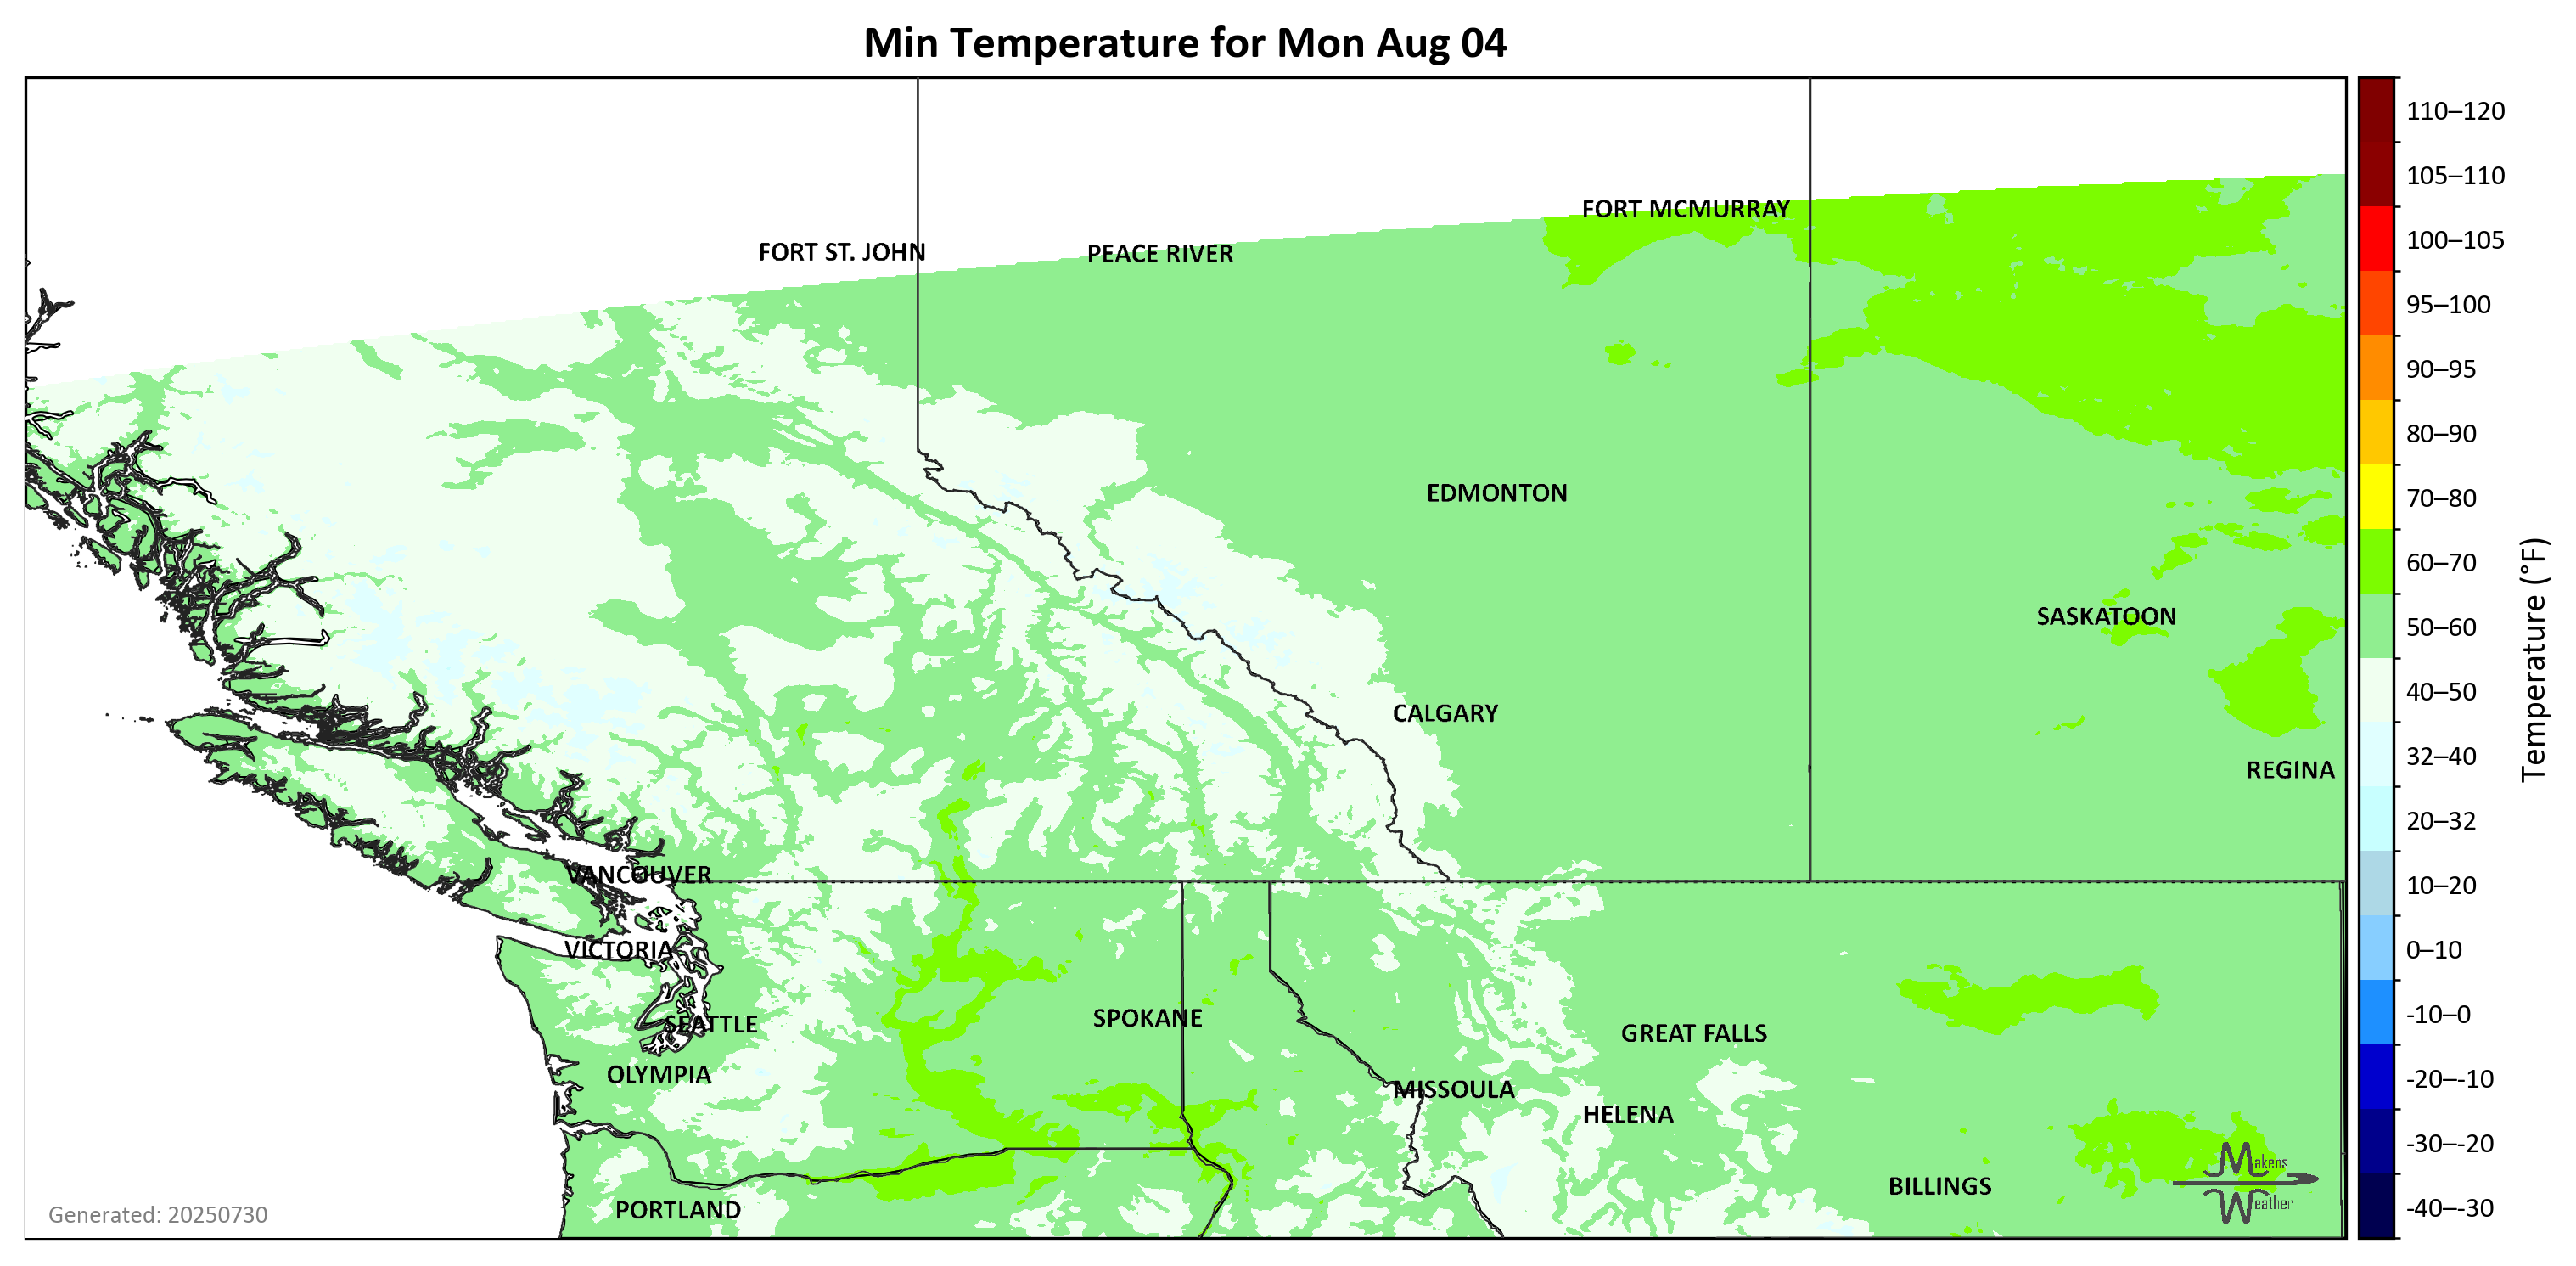 Min Temperature for Mon Aug 04
110–120
105–110
100–105
95–100
90–95
80–90
70–80
60–70
50–60
40–50
32–40
20–32
10–20
0–10
-10–0
-20–-10
-30–-20
-40–-30
Temperature (°F)
FORT MCMURRAY
FORT ST. JOHN
PEACE RIVER
EDMONTON
SASKATOON
CALGARY
REGINA
VANCOUVER
VICTORIA
SEATTLE
SPOKANE
GREAT FALLS
OLYMPIA
MISSOULA
HELENA
BILLINGS
PORTLAND
Makens
Weather
Generated: 20250730